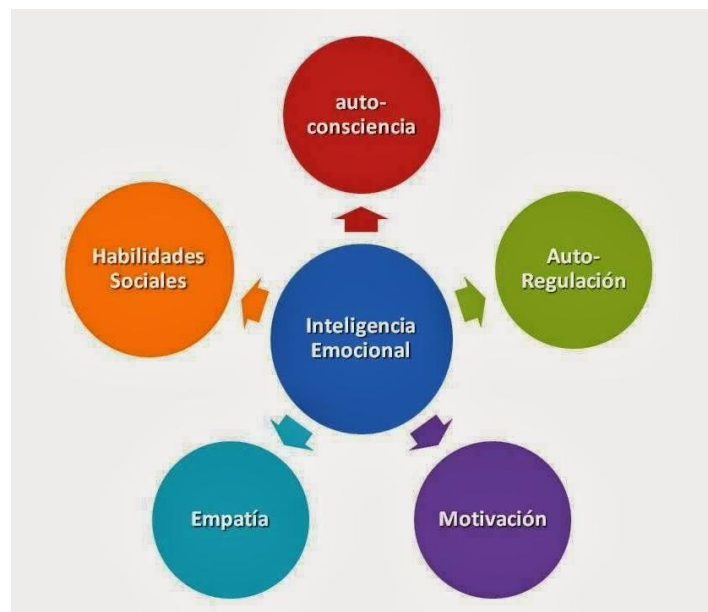 auto-
consciencia
Habilidades
Sociales
Auto-
Regulación
Inteligencia
Emocional
Empatía
Motivación